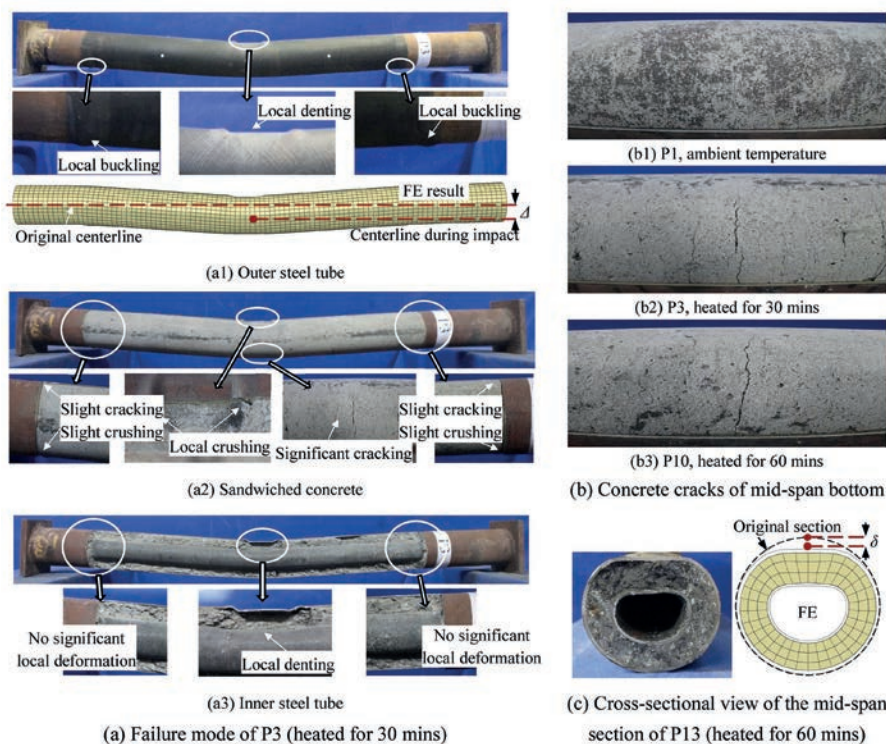 Local denting
Local buckling
Local buckling
P3
FE result
Original centerline
Centerline during impact
Δ
(a1) Outer steel tube
P3
Slight cracking
Slight crushing
Local crushing
Significant cracking
Slight cracking
Slight crushing
(a2) Sandwiched concrete
P3
No significant
local deformation
Local denting
No significant
local deformation
(a3) Inner steel tube
(a) Failure mode of P3 (heated for 30 mins)
(b1) P1, ambient temperature
(b2) P3, heated for 30 mins
(b3) P10, heated for 60 mins
(b) Concrete cracks of mid-span bottom
Original section
δ
FE
(c) Cross-sectional view of the mid-span
section of P13 (heated for 60 mins)